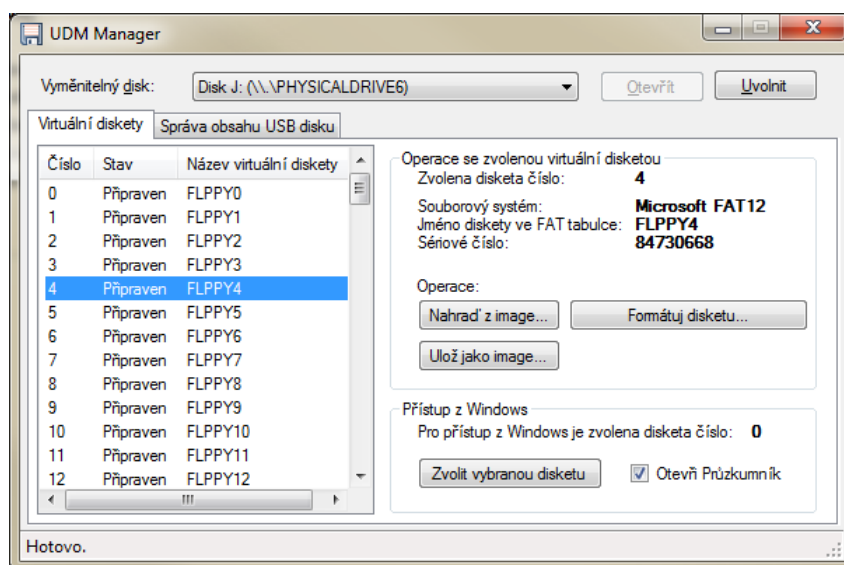 UDM Manager
Vyměnitelný disk: Disk J: (\\.\PHYSICALDRIVE6) Otevřít Uvolnit
Virtuální diskety Správa obsahu USB disku
Číslo Stav Název virtuální diskety
0 Připraven FLPPY0
1 Připraven FLPPY1
2 Připraven FLPPY2
3 Připraven FLPPY3
4 Připraven FLPPY4
5 Připraven FLPPY5
6 Připraven FLPPY6
7 Připraven FLPPY7
8 Připraven FLPPY8
9 Připraven FLPPY9
10 Připraven FLPPY10
11 Připraven FLPPY11
12 Připraven FLPPY12
Operace se zvolenou virtuální disketou
Zvolena disketa číslo: 4
Souborový systém: Microsoft FAT12
Jméno diskety ve FAT tabulce: FLPPY4
Sériové číslo: 84730668
Operace:
Nahraď z image... Formátuj disketu...
Ulož jako image...
Přístup z Windows
Pro přístup z Windows je zvolena disketa číslo: 0
Zvolit vybranou disketu Otevři Průzkumník
Hotovo.